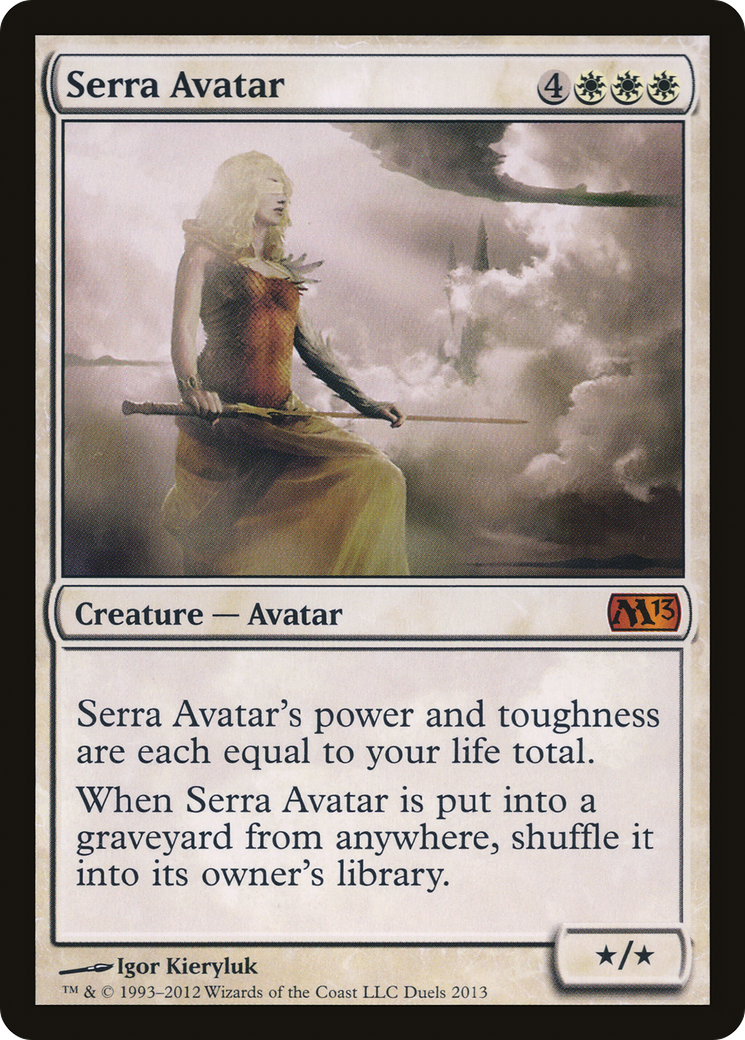 Serra Avatar 4
Creature — Avatar M13
Serra Avatar's power and toughness
are each equal to your life total.
When Serra Avatar is put into a
graveyard from anywhere, shuffle it
into its owner's library.
★/★
Igor Kieryluk
™ & © 1993–2012 Wizards of the Coast LLC Duels 2013